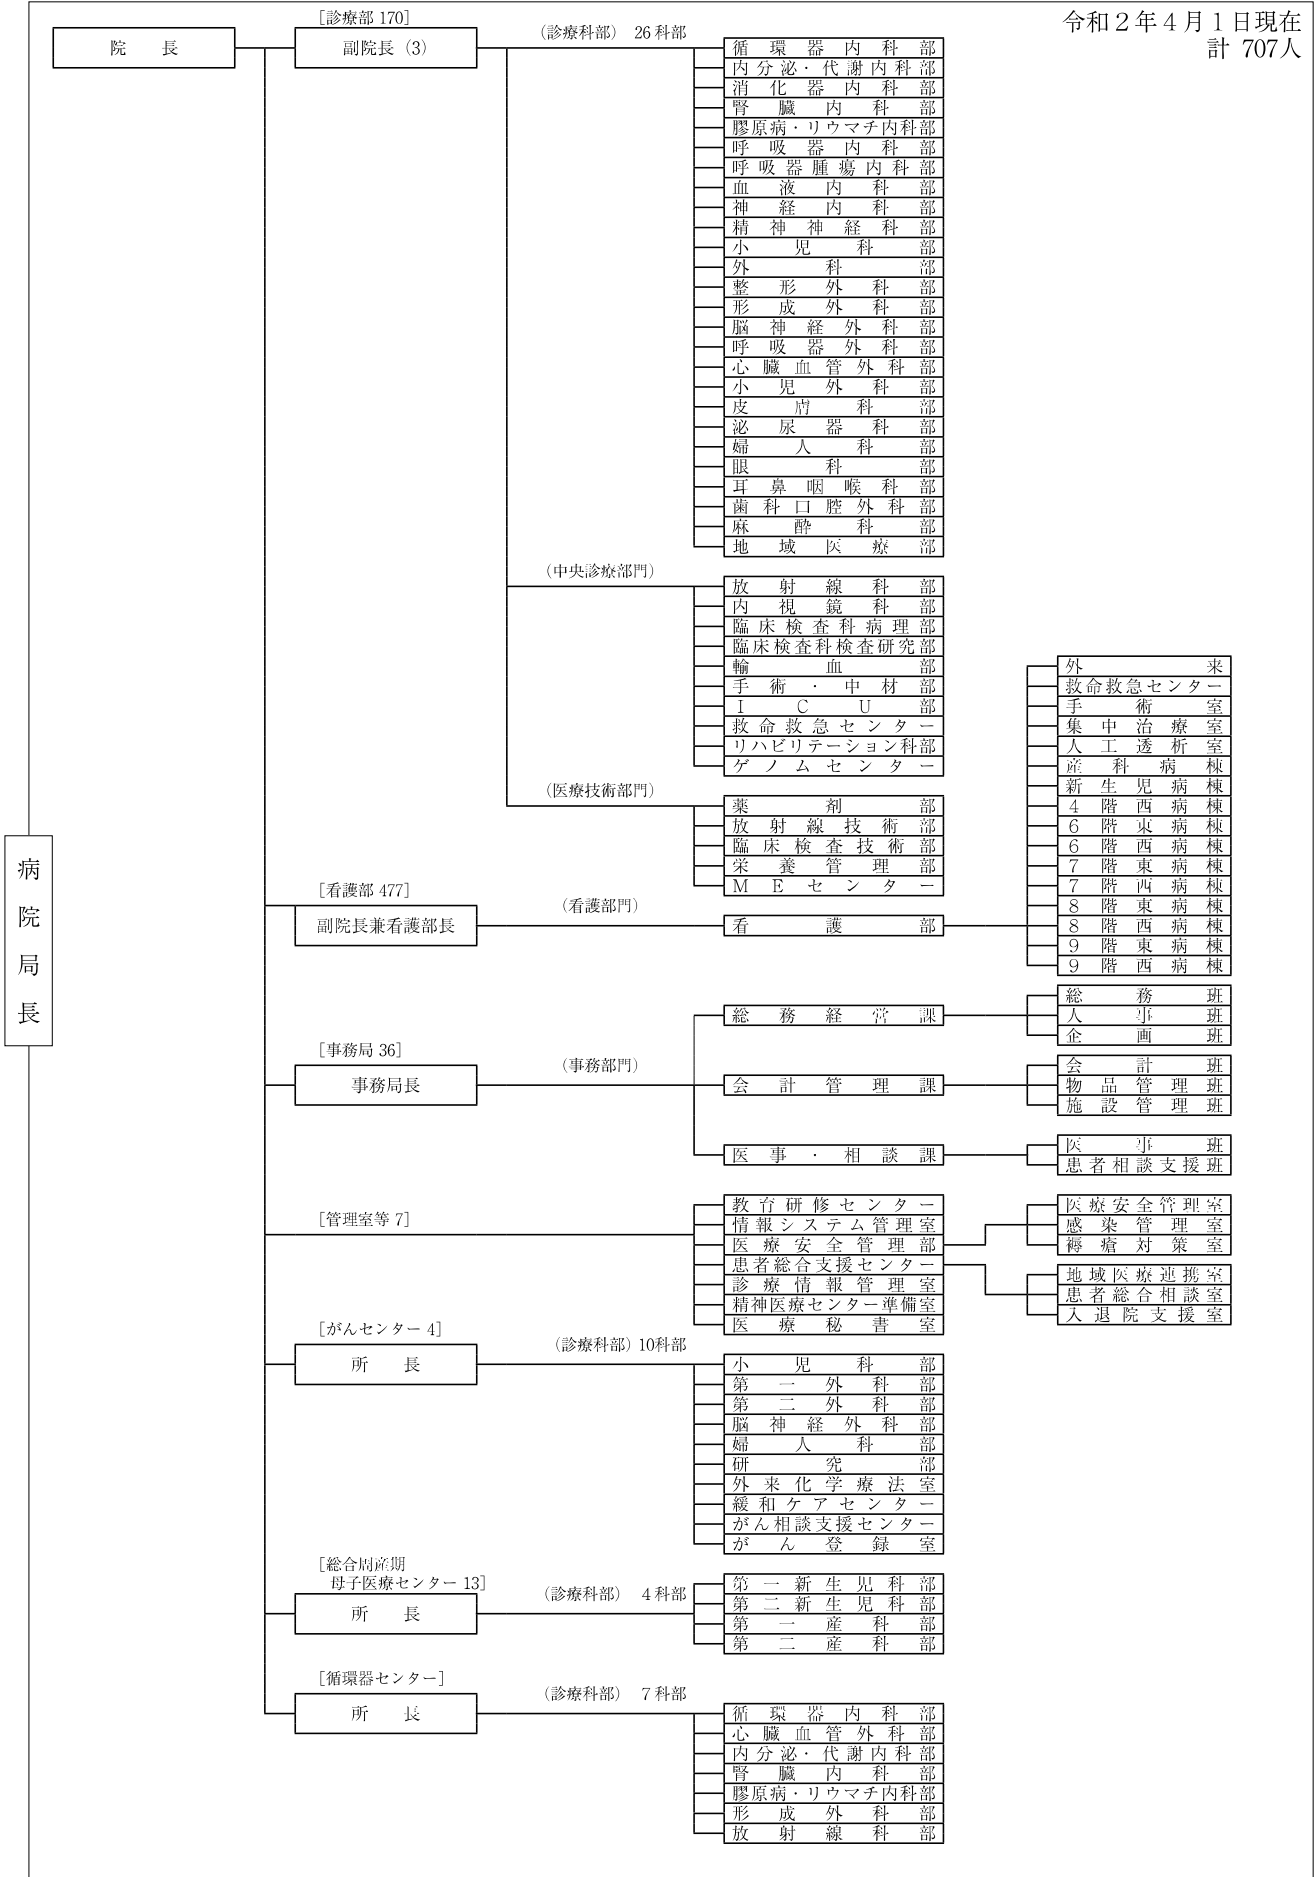 令和２年４月１日現在
計 707人
病院局長
院長
［診療部 170］
副院長（3）
（診療科部） 26科部
循環器内科部
内分泌・代謝内科部
消化器内科部
腎臓内科部
膠原病・リウマチ内科部
呼吸器内科部
呼吸器腫瘍内科部
血液内科部
神経内科部
精神神経科部
小児科部
外科部
整形外科部
形成外科部
脳神経外科部
呼吸器外科部
心臓血管外科部
小児外科部
皮膚科部
泌尿器科部
婦人科部
眼科部
耳鼻咽喉科部
歯科口腔外科部
麻酔科部
地域医療部
（中央診療部門）
放射線科部
内視鏡科部
臨床検査科病理部
臨床検査科検査研究部
輸血部
手術・中材部
ＩＣＵ部
救命救急センター
リハビリテーション科部
ゲノムセンター
（医療技術部門）
薬剤部
放射線技術部
臨床検査技術部
栄養管理部
ＭＥセンター
［看護部 477］
副院長兼看護部長
（看護部門）
看護部
外来
救命救急センター
手術室
集中治療室
人工透析室
産科病棟
新生児病棟
４階西病棟
６階東病棟
６階西病棟
７階東病棟
７階西病棟
８階東病棟
８階西病棟
９階東病棟
９階西病棟
［事務局 36］
事務局長
（事務部門）
総務経営課
総務班
人事班
企画班
会計管理課
会計班
物品管理班
施設管理班
医事・相談課
医事班
患者相談支援班
［管理室等 7］
教育研修センター
情報システム管理室
医療安全管理部
患者総合支援センター
診療情報管理室
精神医療センター準備室
医療秘書室
医療安全管理室
感染管理室
褥瘡対策室
地域医療連携室
患者総合相談室
入退院支援室
［がんセンター 4］
所長
（診療科部）10科部
小児科部
第一外科部
第二外科部
脳神経外科部
婦人科部
研究部
外来化学療法室
緩和ケアセンター
がん相談支援センター
がん登録室
［総合周産期
母子医療センター 13］
所長
（診療科部） 4科部
第一新生児科部
第二新生児科部
第一産科部
第二産科部
［循環器センター］
所長
（診療科部） 7科部
循環器内科部
心臓血管外科部
内分泌・代謝内科部
腎臓内科部
膠原病・リウマチ内科部
形成外科部
放射線科部